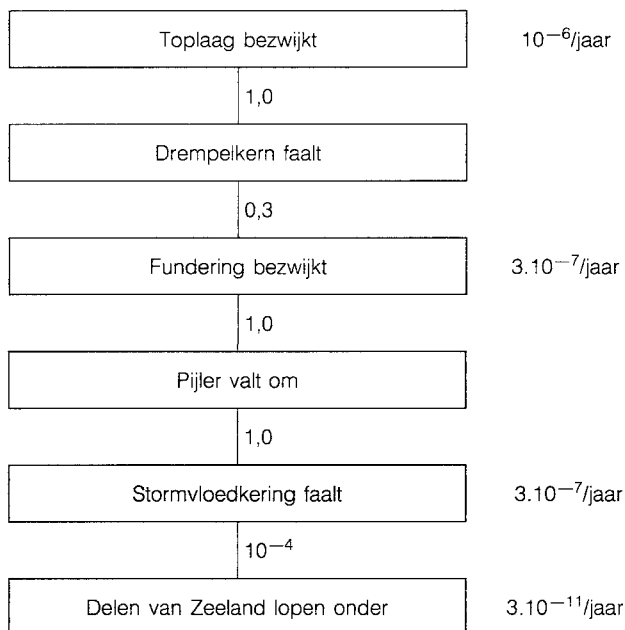 Toplaag bezwijkt 10⁻⁶/jaar
1,0
Drempelkern faalt
0,3
Fundering bezwijkt 3.10⁻⁷/jaar
1,0
Pijler valt om
1,0
Stormvloedkering faalt 3.10⁻⁷/jaar
10⁻⁴
Delen van Zeeland lopen onder 3.10⁻¹¹/jaar